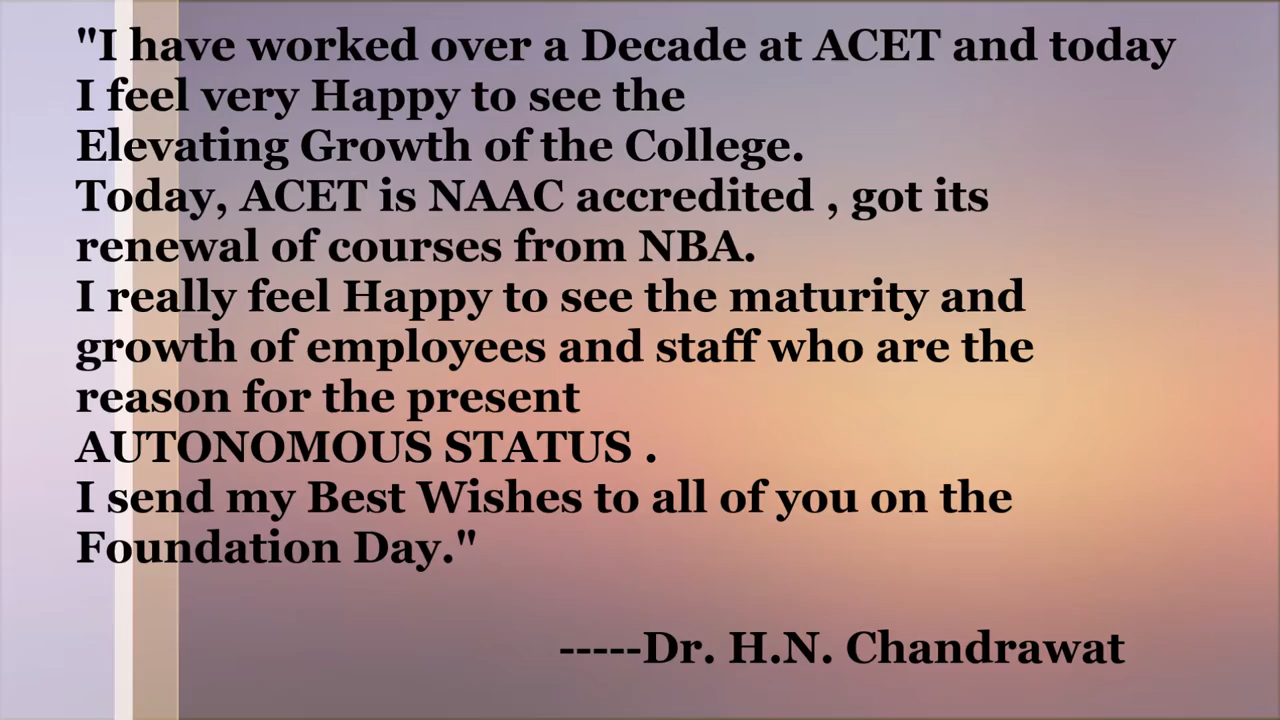 "I have worked over a Decade at ACET and today
I feel very Happy to see the
Elevating Growth of the College.
Today, ACET is NAAC accredited , got its
renewal of courses from NBA.
I really feel Happy to see the maturity and
growth of employees and staff who are the
reason for the present
AUTONOMOUS STATUS .
I send my Best Wishes to all of you on the
Foundation Day."
-----Dr. H.N. Chandrawat